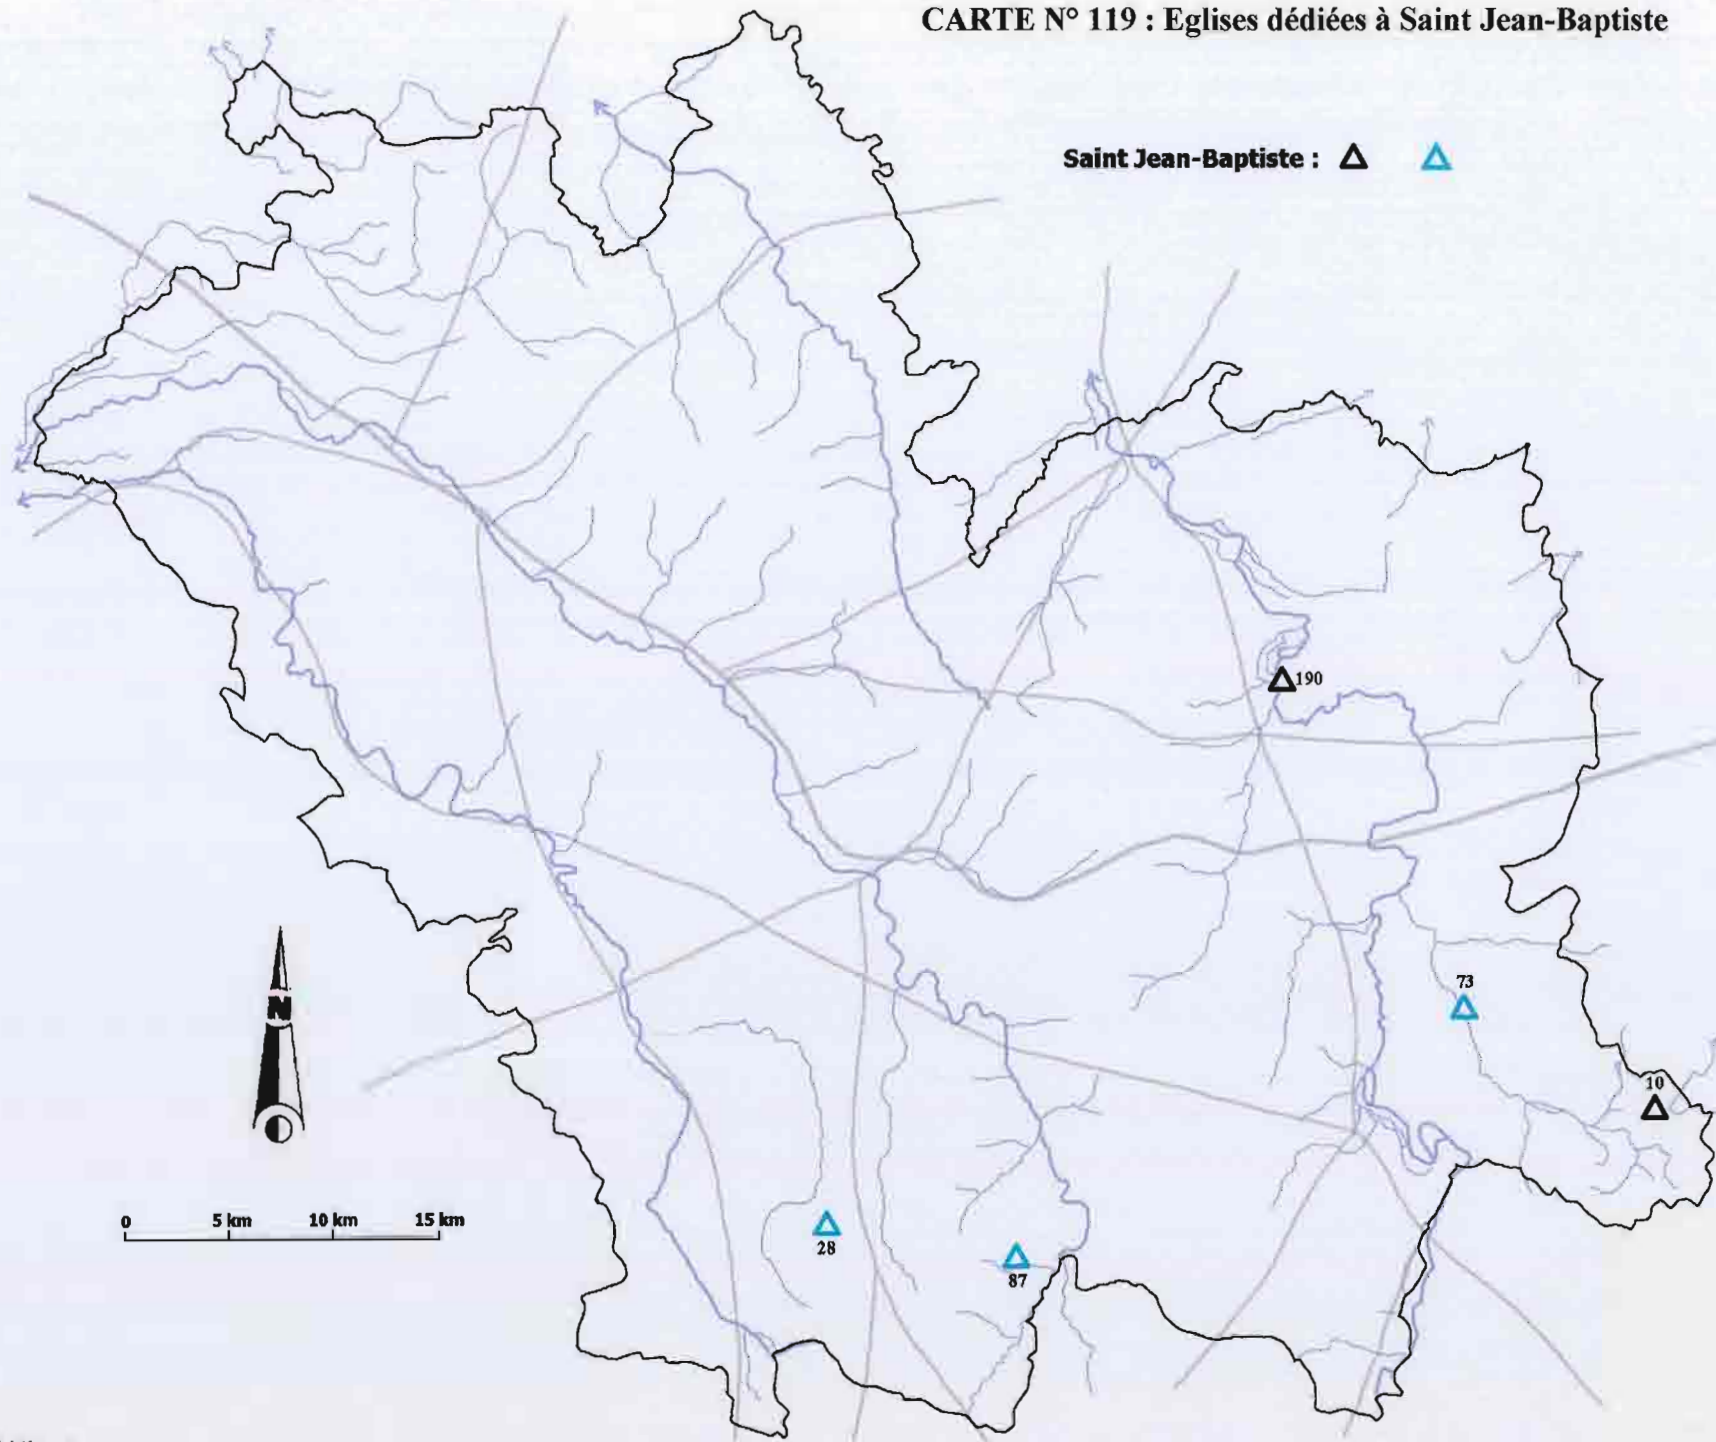 CARTE N° 119 : Eglises dédiées à Saint Jean-Baptiste
Saint Jean-Baptiste :
190
73
10
N
0 5 km 10 km 15 km
28
87